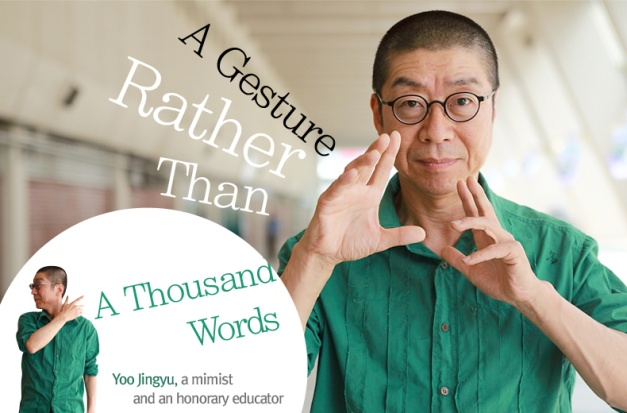 A Gesture
Rather
Than
A Thousand
Words
Yoo Jingyu, a mimist
and an honorary educator